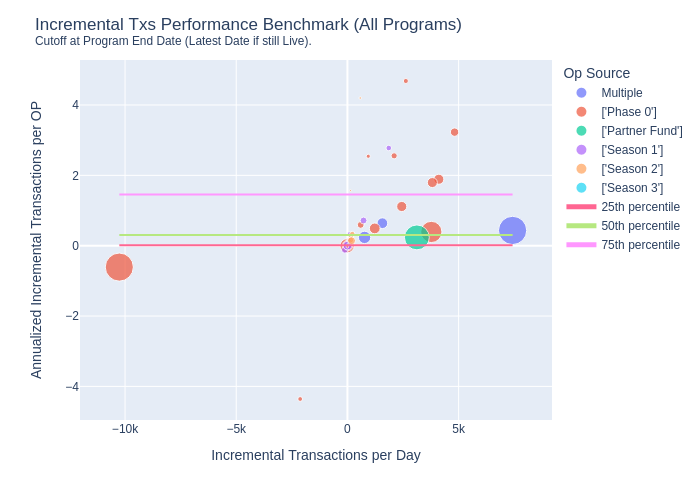 Incremental Txs Performance Benchmark (All Programs)
Cutoff at Program End Date (Latest Date if still Live).
Annualized Incremental Transactions per OP
4
2
0
−2
−4
−10k
−5k
0
5k
Incremental Transactions per Day
Op Source
Multiple
['Phase 0']
['Partner Fund']
['Season 1']
['Season 2']
['Season 3']
25th percentile
50th percentile
75th percentile